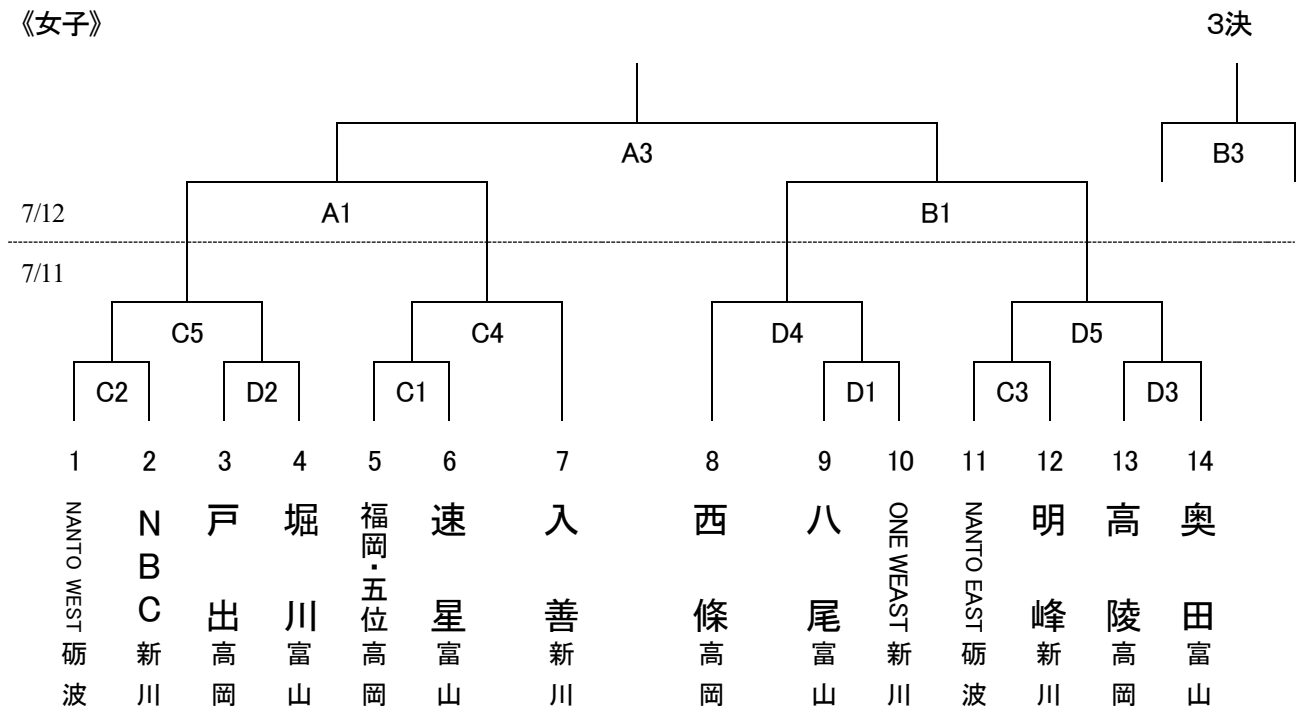 《女子》
3決
A3
B3
7/12
A1
B1
7/11
C5
C4
D4
D5
C2
D2
C1
D1
C3
D3
1 2 3 4 5 6 7 8 9 10 11 12 13 14
NANTO WEST
砺波
NBC
新川
戸出
高岡
堀川
富山
福岡・五位
高岡
速星
富山
入善
新川
西條
高岡
八尾
富山
ONE WEAST
新川
NANTO EAST
砺波
明峰
新川
高陵
高岡
奥田
富山